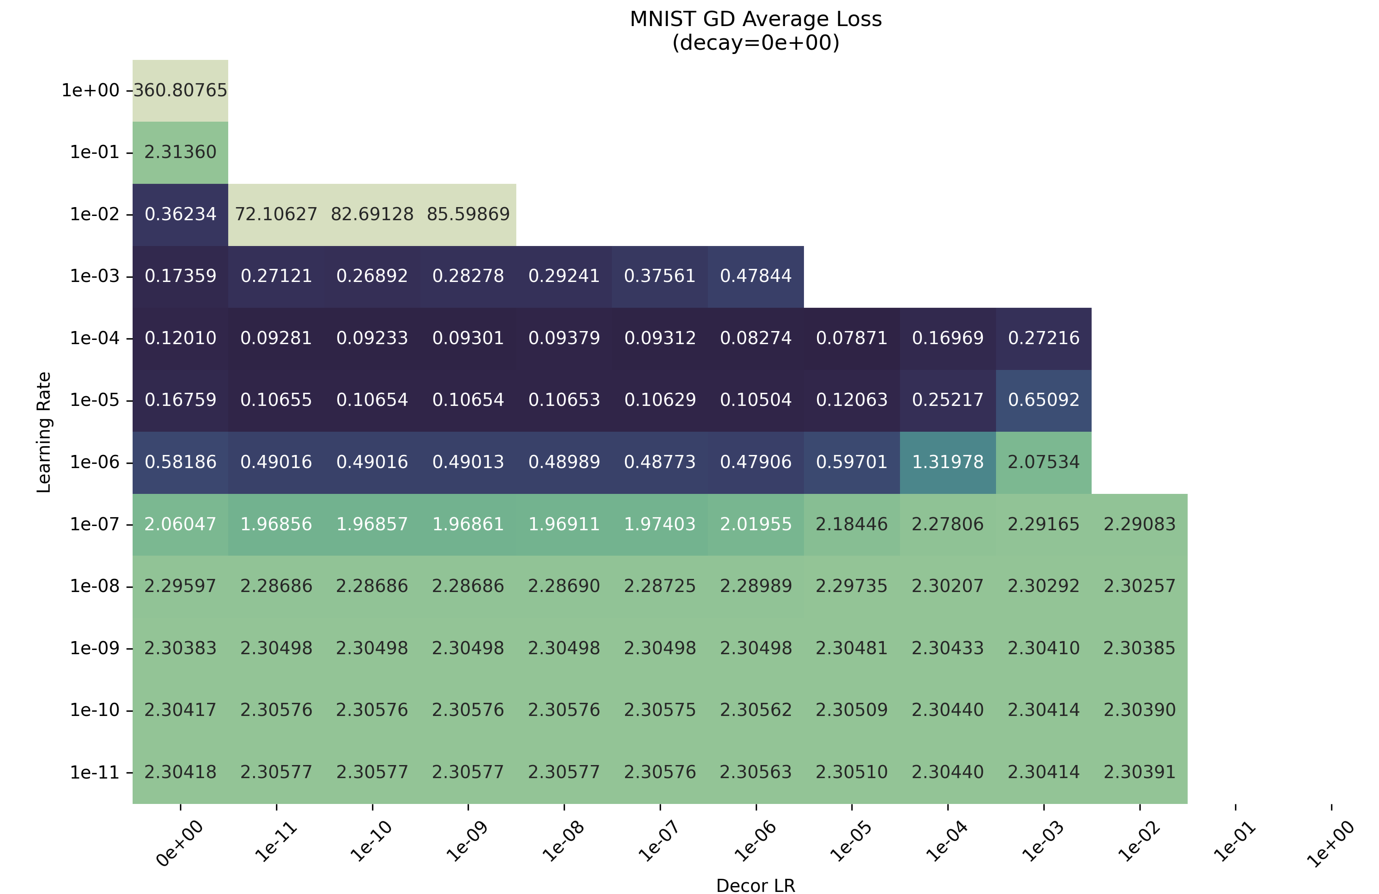 MNIST GD Average Loss
(decay=0e+00)
Learning Rate
1e+00 360.80765
1e-01 2.31360
1e-02 0.36234 72.10627 82.69128 85.59869
1e-03 0.17359 0.27121 0.26892 0.28278 0.29241 0.37561 0.47844
1e-04 0.12010 0.09281 0.09233 0.09301 0.09379 0.09312 0.08274 0.07871 0.16969 0.27216
1e-05 0.16759 0.10655 0.10654 0.10654 0.10653 0.10629 0.10504 0.12063 0.25217 0.65092
1e-06 0.58186 0.49016 0.49016 0.49013 0.48989 0.48773 0.47906 0.59701 1.31978 2.07534
1e-07 2.06047 1.96856 1.96857 1.96861 1.96911 1.97403 2.01955 2.18446 2.27806 2.29165 2.29083
1e-08 2.29597 2.28686 2.28686 2.28686 2.28690 2.28725 2.28989 2.29735 2.30207 2.30292 2.30257
1e-09 2.30383 2.30498 2.30498 2.30498 2.30498 2.30498 2.30498 2.30481 2.30433 2.30410 2.30385
1e-10 2.30417 2.30576 2.30576 2.30576 2.30576 2.30575 2.30562 2.30509 2.30440 2.30414 2.30390
1e-11 2.30418 2.30577 2.30577 2.30577 2.30577 2.30576 2.30563 2.30510 2.30440 2.30414 2.30391
0e+00 1e-11 1e-10 1e-09 1e-08 1e-07 1e-06 1e-05 1e-04 1e-03 1e-02 1e-01 1e+00
Decor LR